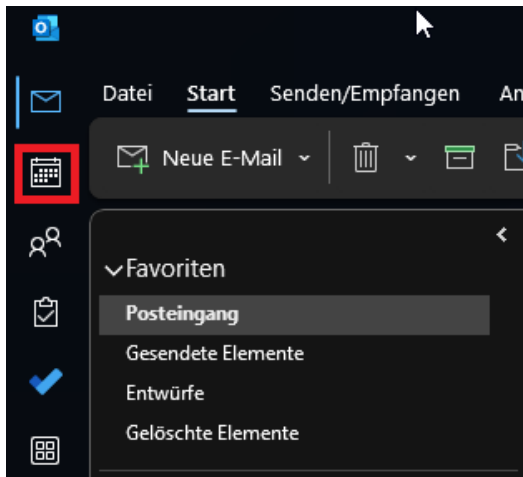 Datei Start Senden/Empfangen
Neue E-Mail
Favoriten
Posteingang
Gesendete Elemente
Entwürfe
Gelöschte Elemente